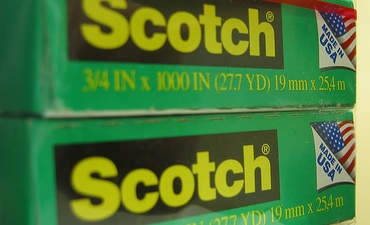 Scotch® MADE IN USA
3/4 IN x 1000 IN (27.7 YD) 19 mm x 25,4 m
Scotch® MADE IN USA
IN (27.7 YD) 19 mm x 25,4 m